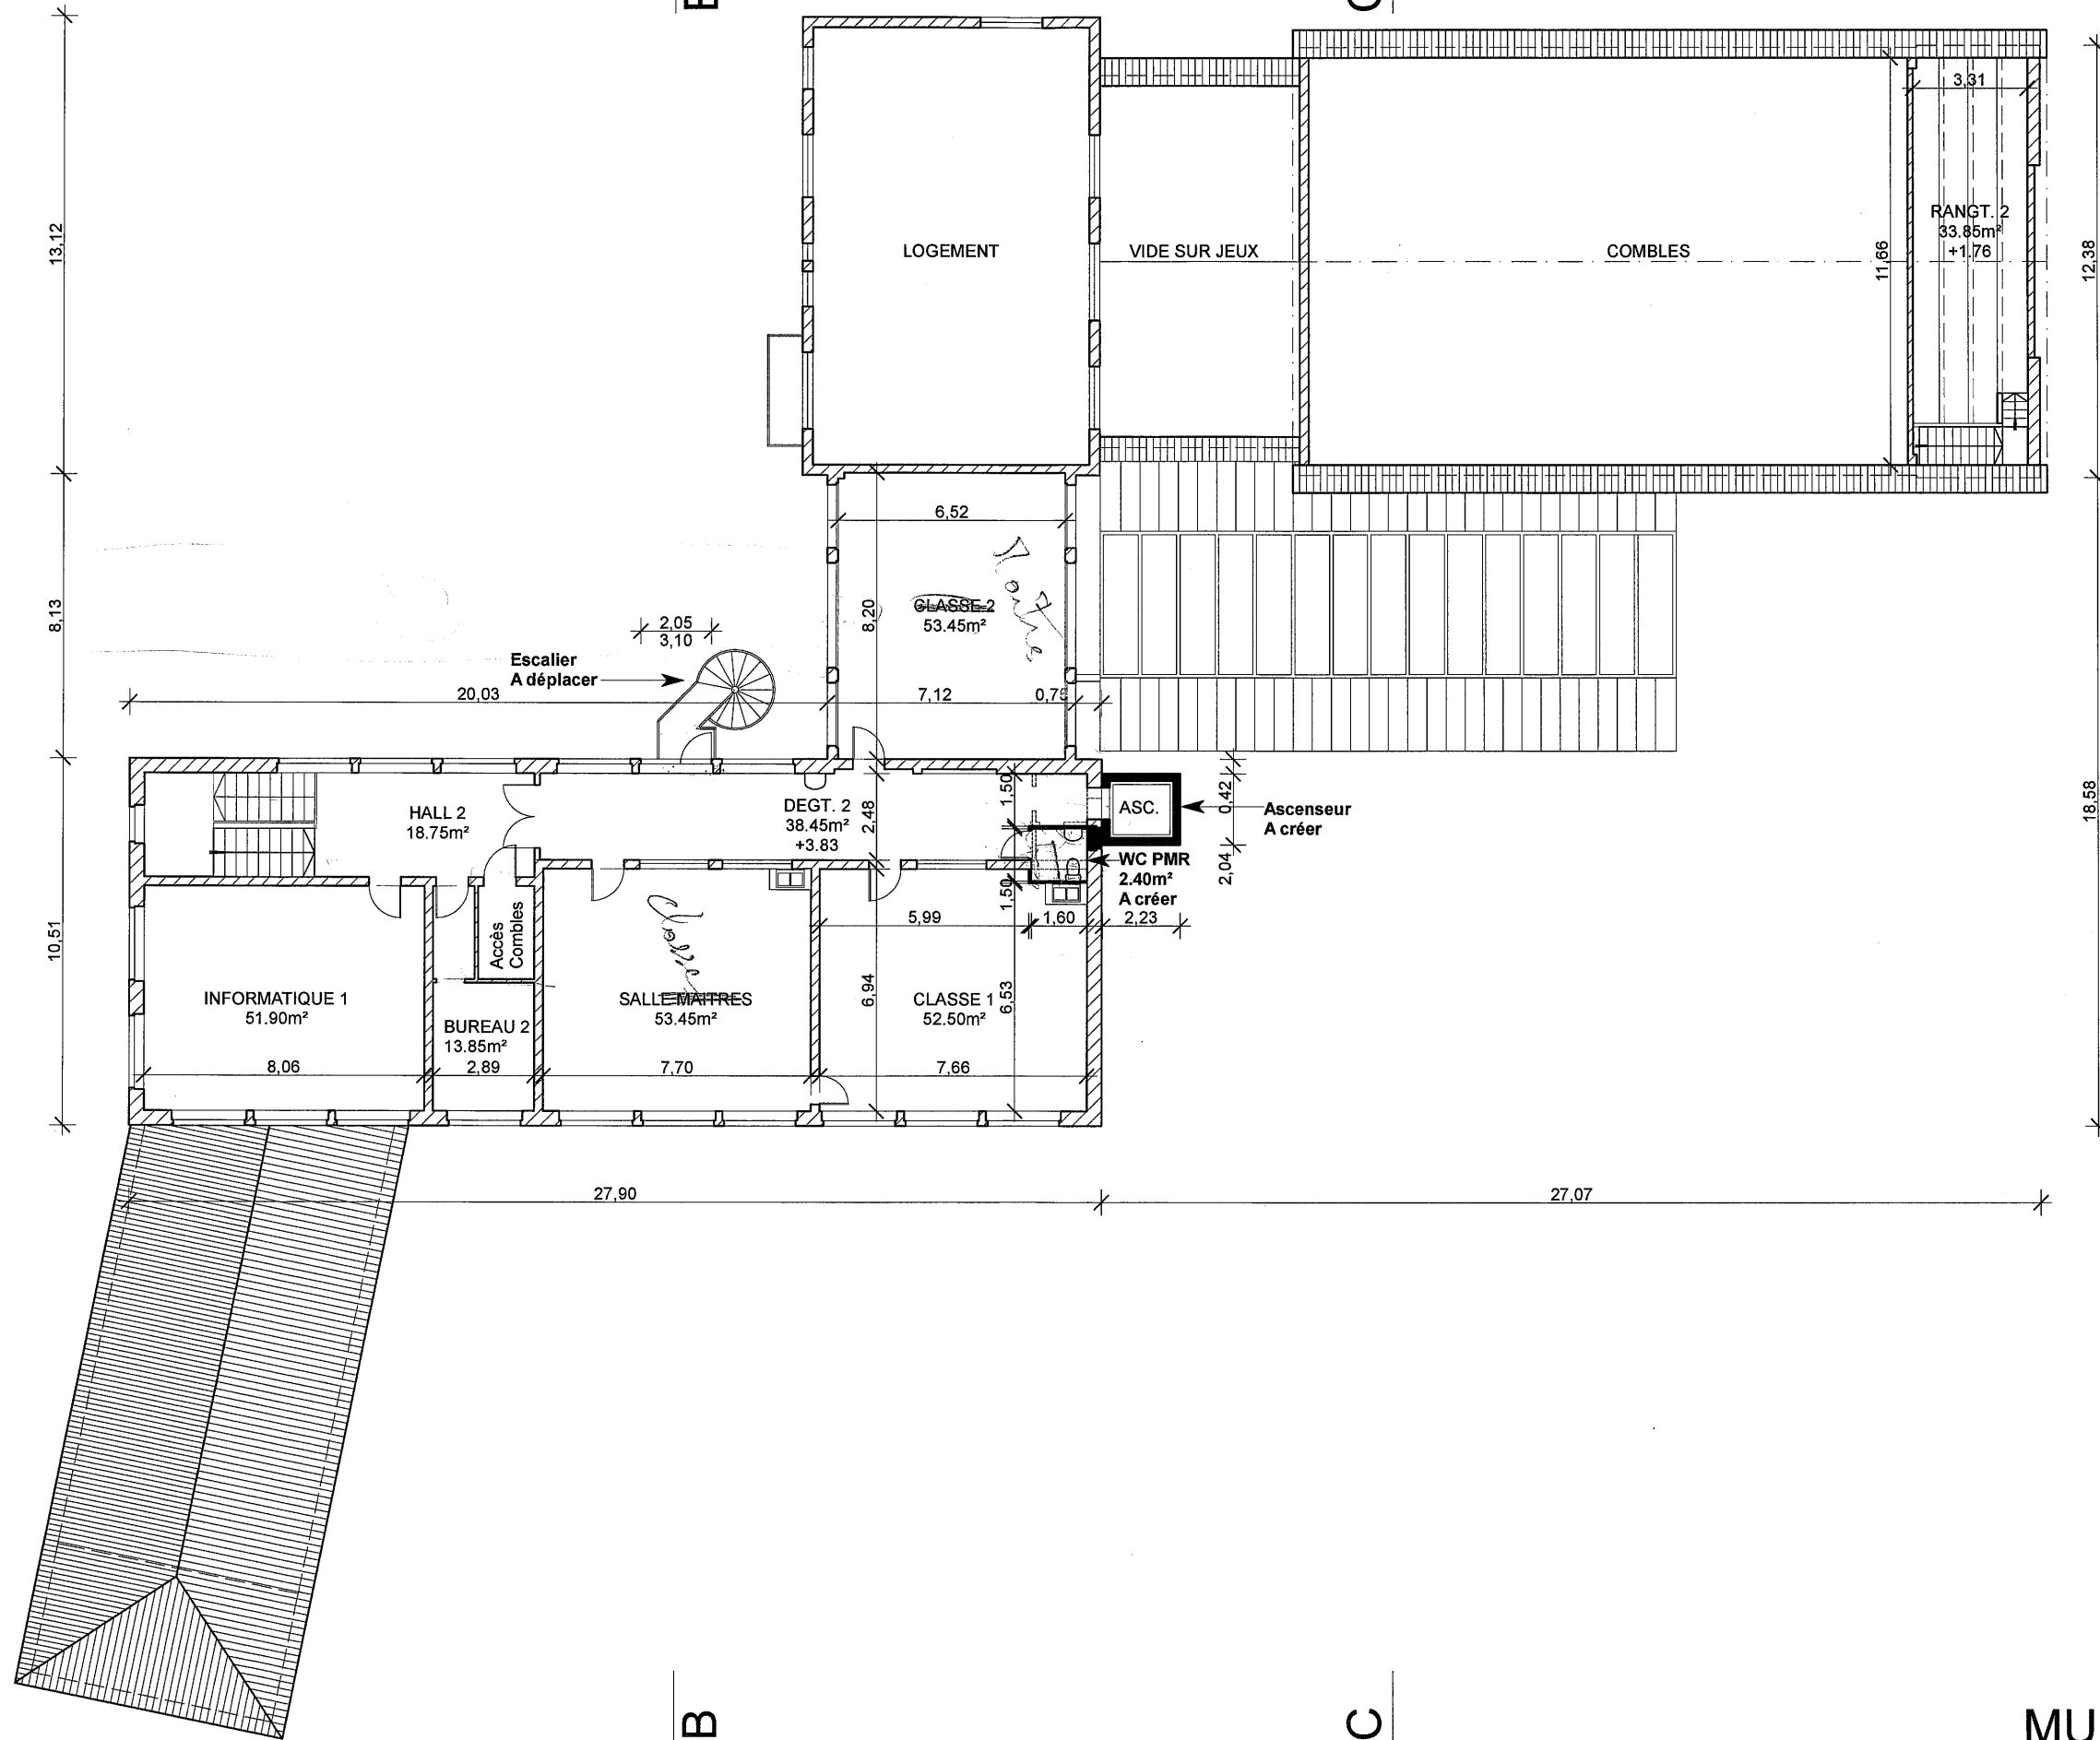 13,12
3,31
RANGT. 2
33.85m²
+1.76
LOGEMENT
VIDE SUR JEUX
COMBLES
11,66
12,38
6,52
8,13
8,20
CLASSE 2
53.45m²
Maitres
2,05
3,10
Escalier
A déplacer
20,03
7,12
0,75
HALL 2
18.75m²
DEGT. 2
38.45m²
+3.83
2,48
1,50
ASC.
0,42
Ascenseur
A créer
18,58
2,04
WC PMR
2.40m²
A créer
1,50
5,99
1,60
2,23
10,51
Accès
Combles
Classe
INFORMATIQUE 1
51.90m²
BUREAU 2
13.85m²
SALLE MAITRES
53.45m²
6,94
CLASSE 1
52.50m²
6,53
8,06
2,89
7,70
7,66
27,90
27,07
B
C
MU